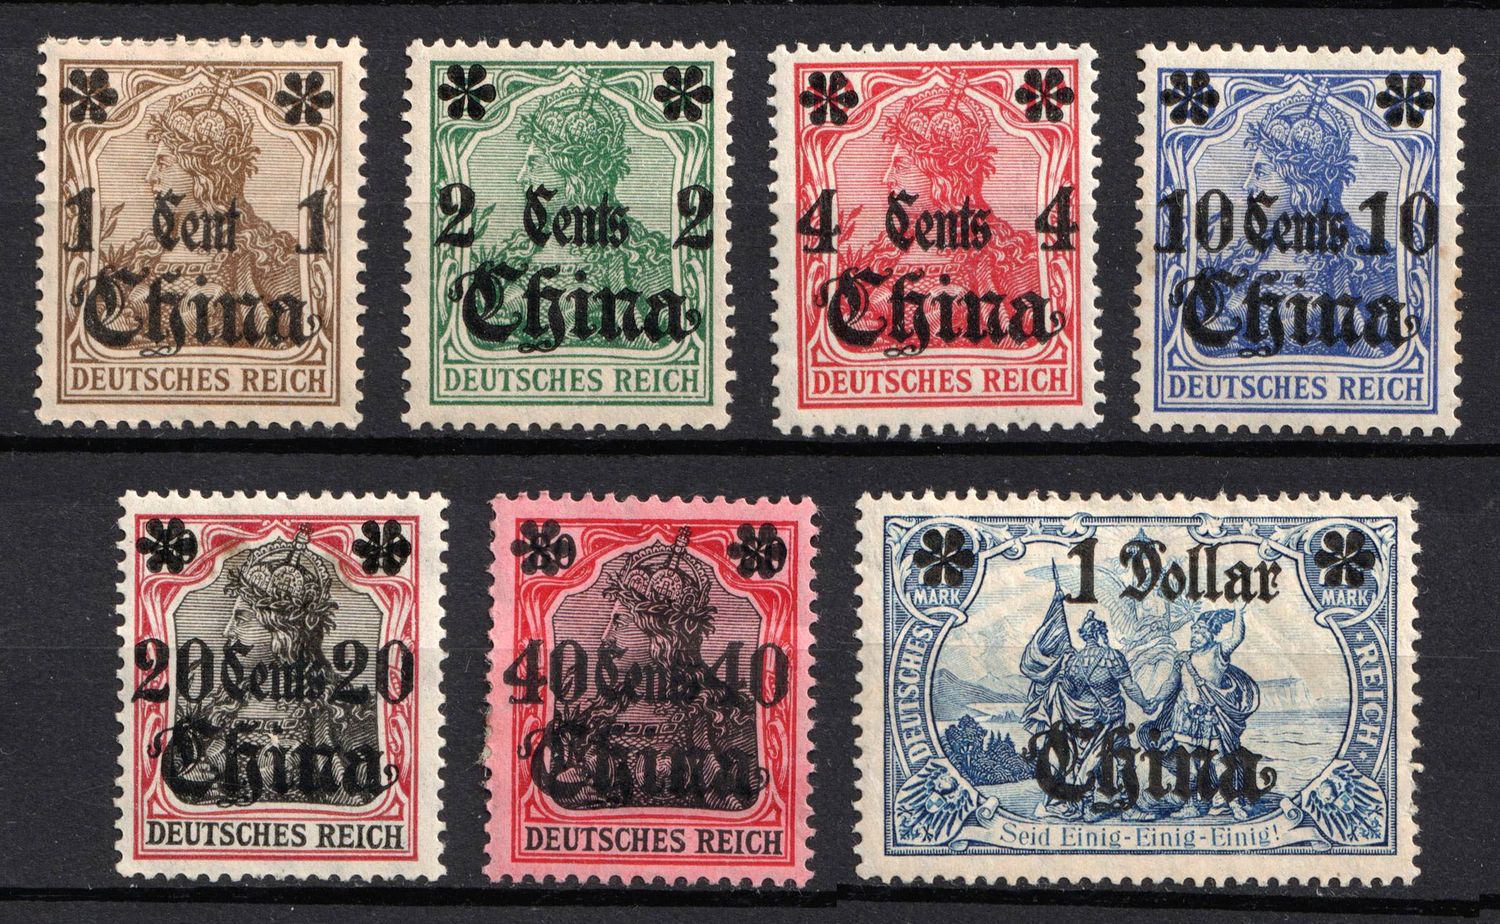 1 Cent 1
China
DEUTSCHES REICH
2 Cents 2
China
DEUTSCHES REICH
4 Cents 4
China
DEUTSCHES REICH
10 Cents 10
China
DEUTSCHES REICH
20 Cents 20
China
DEUTSCHES REICH
80 80
40 Cents 40
China
DEUTSCHES REICH
1 Dollar
MARK MARK
DEUTSCHES REICH
China
Seid Einig-Einig-Einig!